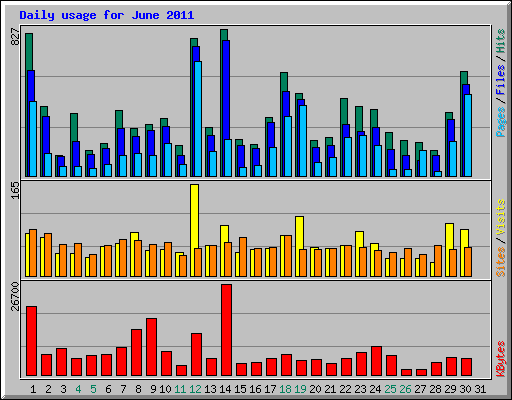 Daily usage for June 2011
827
165
26700
Pages / Files / Hits
Sites / Visits
KBytes
1 2 3 4 5 6 7 8 9 10 11 12 13 14 15 16 17 18 19 20 21 22 23 24 25 26 27 28 29 30 31